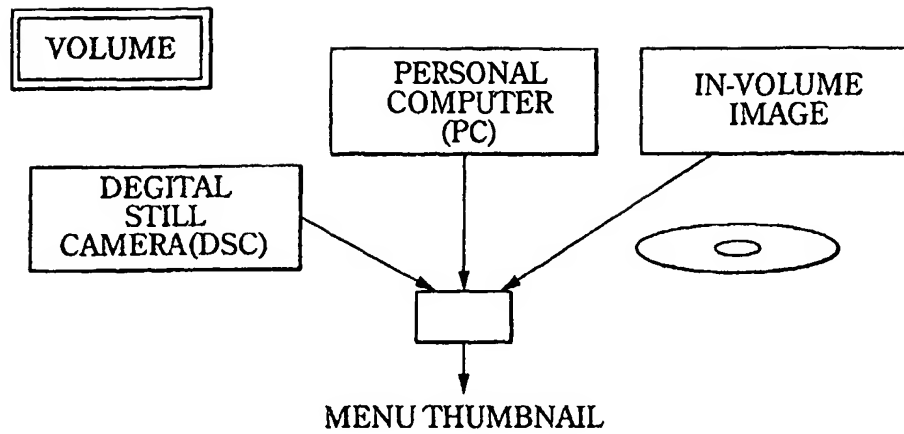 VOLUME
PERSONAL
COMPUTER
(PC)
IN-VOLUME
IMAGE
DEGITAL
STILL
CAMERA(DSC)
MENU THUMBNAIL